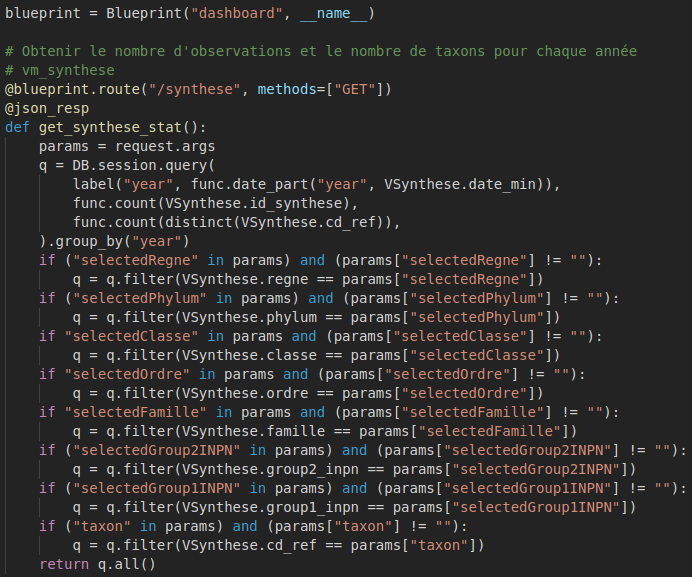 blueprint = Blueprint("dashboard", __name__)

# Obtenir le nombre d'observations et le nombre de taxons pour chaque année
# vm_synthese
@blueprint.route("/synthese", methods=["GET"])
@json_resp
def get_synthese_stat():
    params = request.args
    q = DB.session.query(
        label("year", func.date_part("year", VSynthese.date_min)),
        func.count(VSynthese.id_synthese),
        func.count(distinct(VSynthese.cd_ref)),
    ).group_by("year")
    if ("selectedRegne" in params) and (params["selectedRegne"] != ""):
        q = q.filter(VSynthese.regne == params["selectedRegne"])
    if ("selectedPhylum" in params) and (params["selectedPhylum"] != ""):
        q = q.filter(VSynthese.phylum == params["selectedPhylum"])
    if "selectedClasse" in params and (params["selectedClasse"] != ""):
        q = q.filter(VSynthese.classe == params["selectedClasse"])
    if "selectedOrdre" in params and (params["selectedOrdre"] != ""):
        q = q.filter(VSynthese.ordre == params["selectedOrdre"])
    if "selectedFamille" in params and (params["selectedFamille"] != ""):
        q = q.filter(VSynthese.famille == params["selectedFamille"])
    if ("selectedGroup2INPN" in params) and (params["selectedGroup2INPN"] != ""):
        q = q.filter(VSynthese.group2_inpn == params["selectedGroup2INPN"])
    if ("selectedGroup1INPN" in params) and (params["selectedGroup1INPN"] != ""):
        q = q.filter(VSynthese.group1_inpn == params["selectedGroup1INPN"])
    if ("taxon" in params) and (params["taxon"] != ""):
        q = q.filter(VSynthese.cd_ref == params["taxon"])
    return q.all()